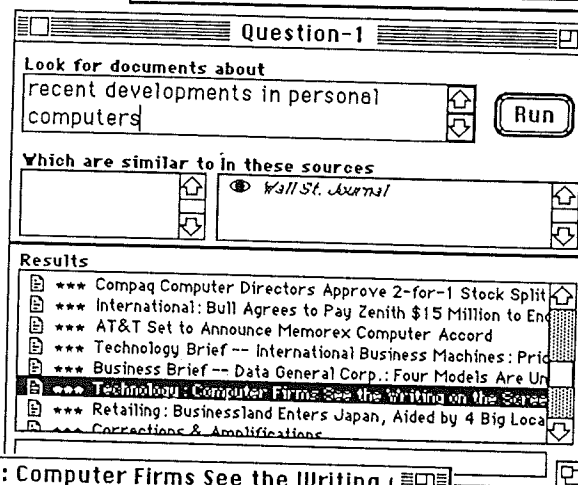 Question-1
Look for documents about
recent developments in personal
computers
Run
Which are similar to In these sources
Wall St. Journal
Results
*** Compaq Computer Directors Approve 2-for-1 Stock Split
*** International: Bull Agrees to Pay Zenith $15 Million to End
*** AT&T Set to Announce Memorex Computer Accord
*** Technology Brief -- International Business Machines: Pric
*** Business Brief -- Data General Corp.: Four Models Are Un
*** Technology: Computer Firms See the Writing on the Scree
*** Retailing: Businessland Enters Japan, Aided by 4 Big Loca
*** Corrections & Amplifications
: Computer Firms See the Writing